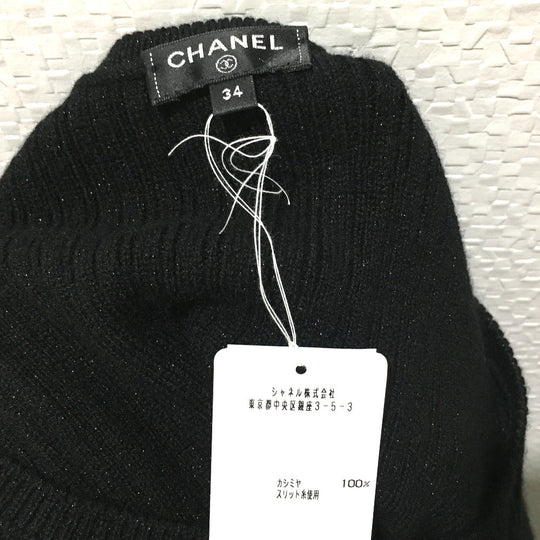 CHANEL
34
シャネル株式会社
東京都中央区銀座3-5-3
カシミヤ 100%
スリット糸使用